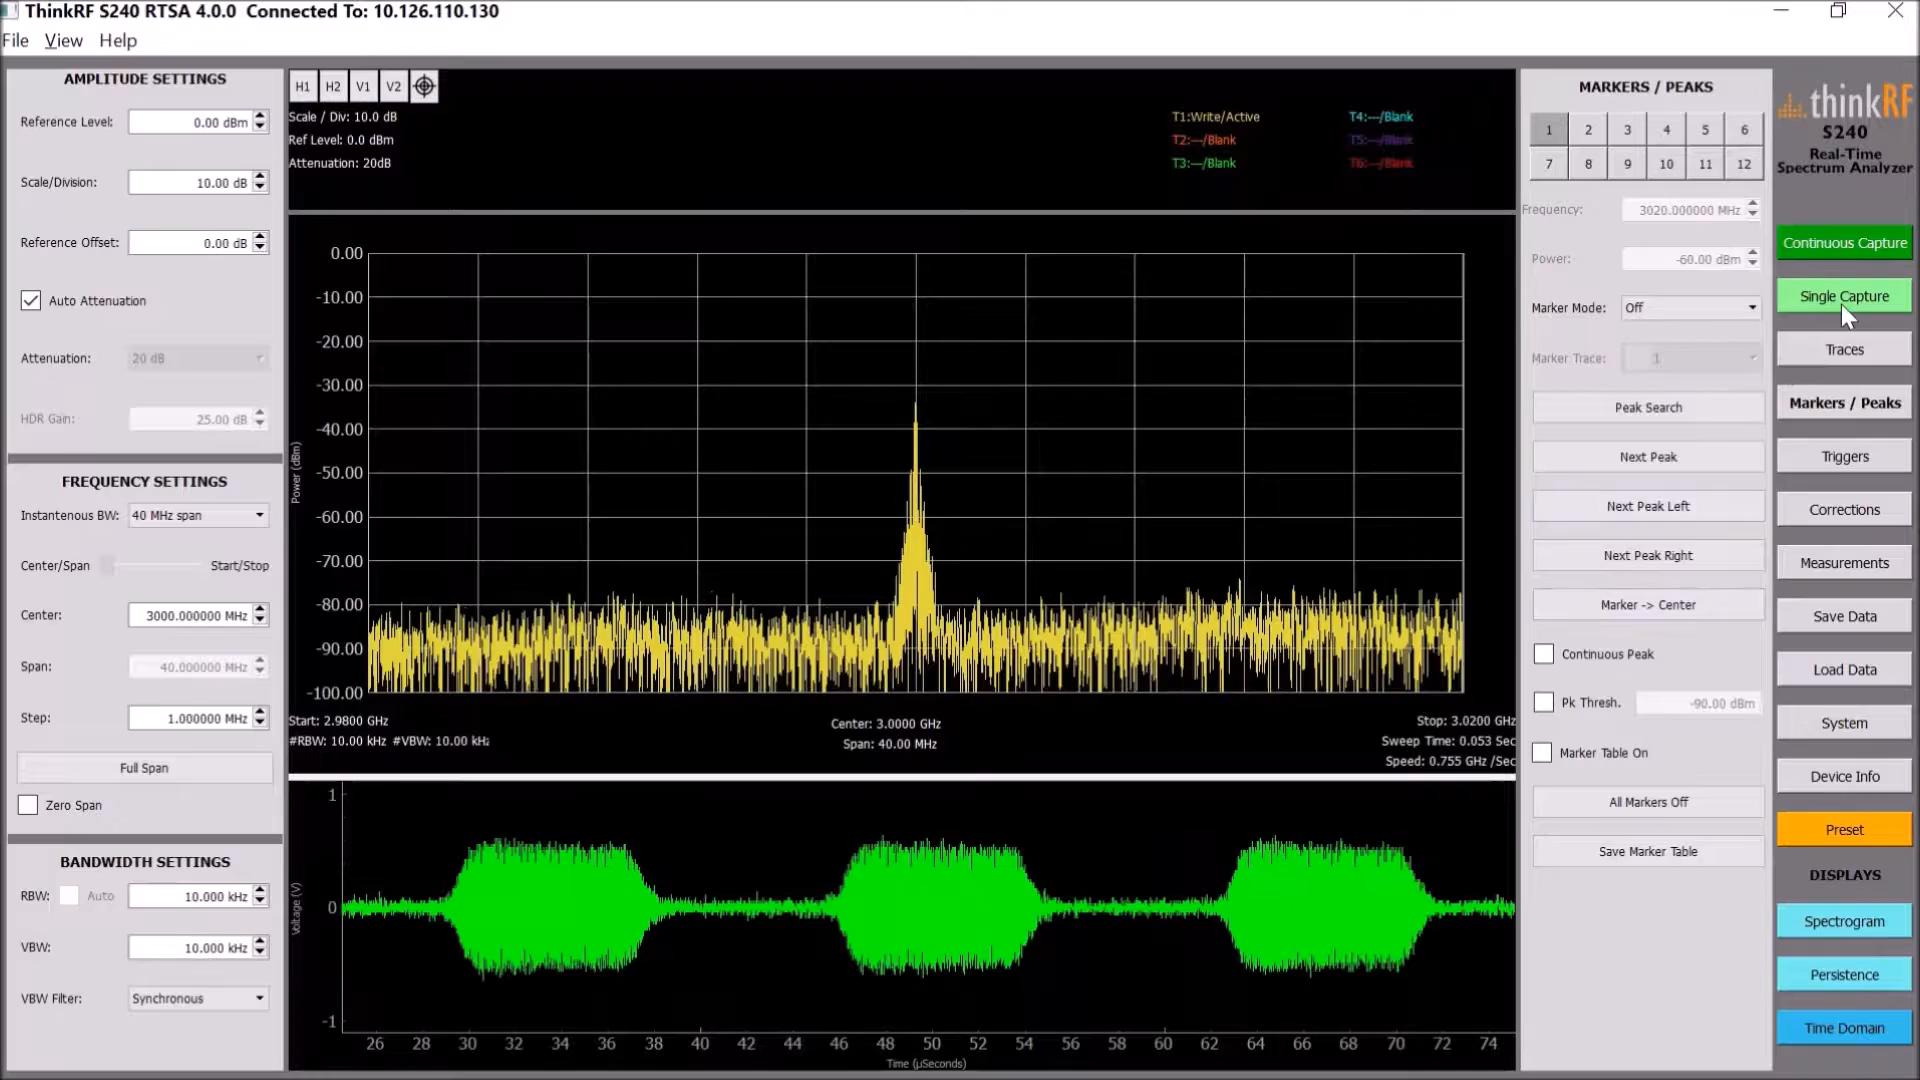 ThinkRF S240 RTSA 4.0.0 Connected To: 10.126.110.130
File View Help
AMPLITUDE SETTINGS
Reference Level: 0.00 dBm
Scale/Division: 10.00 dB
Reference Offset: 0.00 dB
Auto Attenuation
Attenuation: 20 dB
HDR Gain: 25.00 dB
FREQUENCY SETTINGS
Instantenous BW: 40 MHz span
Center/Span Start/Stop
Center: 3000.000000 MHz
Span: 40.000000 MHz
Step: 1.000000 MHz
Full Span
Zero Span
BANDWIDTH SETTINGS
RBW: Auto 10.000 kHz
VBW: 10.000 kHz
VBW Filter: Synchronous
H1 H2 V1 V2
Scale / Div: 10.0 dB
Ref Level: 0.0 dBm
Attenuation: 20dB
T1:Write/Active T4:---/Blank
T2:---/Blank T5:---/Blank
T3:---/Blank T6:---/Blank
0.00
-10.00
-20.00
-30.00
-40.00
-50.00
-60.00
-70.00
-80.00
-90.00
-100.00
Power (dBm)
Start: 2.9800 GHz Center: 3.0000 GHz Stop: 3.0200 GHz
#RBW: 10.00 kHz #VBW: 10.00 kHz Span: 40.00 MHz Sweep Time: 0.053 Sec
Speed: 0.755 GHz /Sec
1
0
-1
Voltage (V)
26 28 30 32 34 36 38 40 42 44 46 48 50 52 54 56 58 60 62 64 66 68 70 72 74
Time (µSeconds)
MARKERS / PEAKS
1 2 3 4 5 6
7 8 9 10 11 12
Frequency: 3020.000000 MHz
Power: -60.00 dBm
Marker Mode: Off
Marker Trace: 1
Peak Search
Next Peak
Next Peak Left
Next Peak Right
Marker -> Center
Continuous Peak
Pk Thresh. -90.00 dBm
Marker Table On
All Markers Off
Save Marker Table
thinkRF
S240
Real-Time
Spectrum Analyzer
Continuous Capture
Single Capture
Traces
Markers / Peaks
Triggers
Corrections
Measurements
Save Data
Load Data
System
Device Info
Preset
DISPLAYS
Spectrogram
Persistence
Time Domain